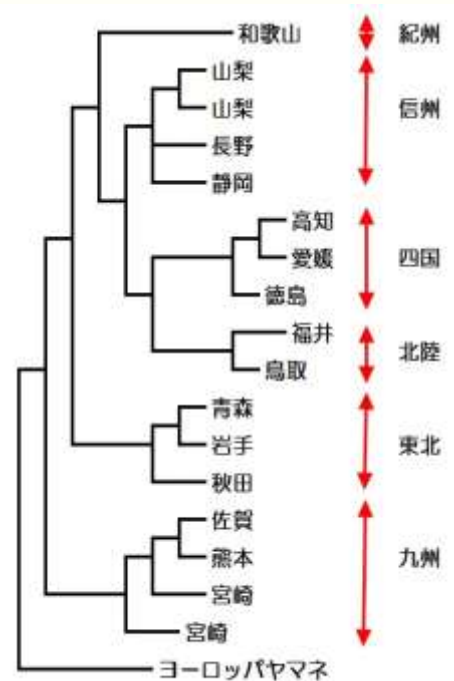 和歌山 紀州
山梨
山梨 信州
長野
静岡
高知
愛媛 四国
徳島
福井
北陸
鳥取
青森
岩手 東北
秋田
佐賀
熊本 九州
宮崎
宮崎
ヨーロッパヤマネ